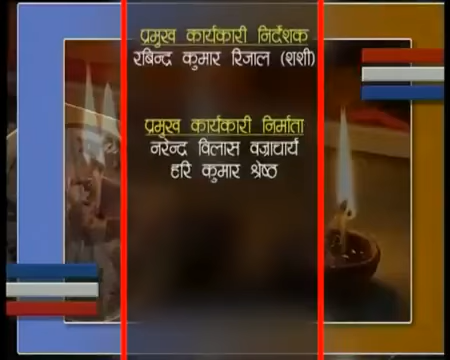 प्रमुख कार्यकारी निर्देशक
रबिन्द्र कुमार रिजाल (शशी)
प्रमुख कार्यकारी निर्माता
नरेन्द्र विलास वज्राचार्य
हरि कुमार श्रेष्ठ